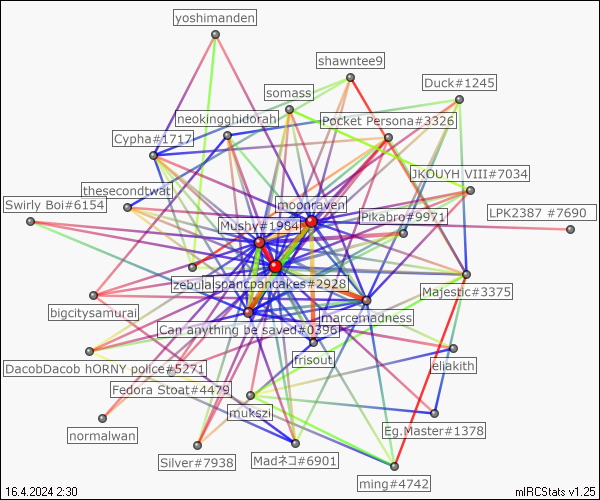 yoshimanden
shawntee9
Duck#1245
somass
neokingghidorah
Pocket Persona#3326
Cypha#1717
JKOUYH VIII#7034
thesecondtwat
moonraven
Swirly Boi#6154
LPK2387 #7690
Pikabro#9971
Mushy#1984
zebula
spancpancakes#2928
Majestic#3375
bigcitysamurai
marcemadness
Can anything be saved#0396
frisout
eliakith
DacobDacob hORNY police#5271
Fedora Stoat#4479
mukszi
Eg.Master#1378
normalwan
Silver#7938
Madネコ#6901
ming#4742
16.4.2024 2:30
mIRCStats v1.25